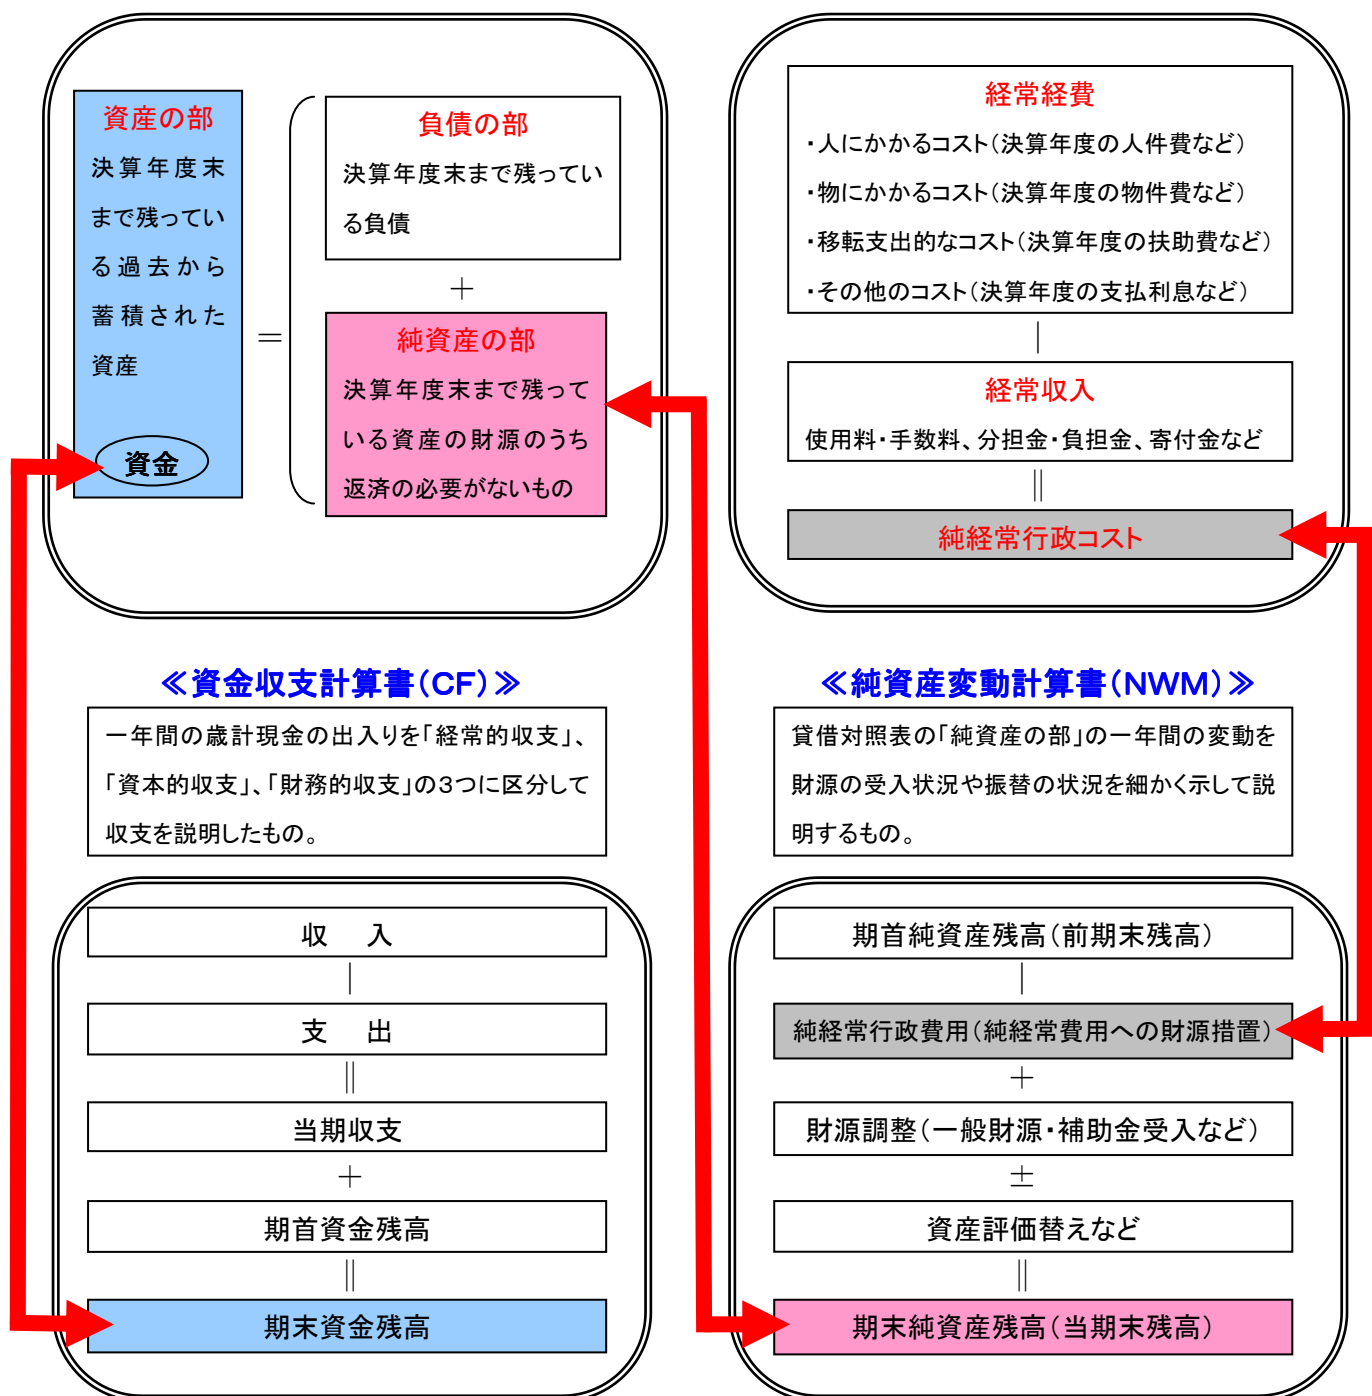 資産の部
決算年度末
まで残ってい
る過去から
蓄積された
資産
資金
＝
負債の部
決算年度末まで残ってい
る負債
＋
純資産の部
決算年度末まで残って
いる資産の財源のうち
返済の必要がないもの
経常経費
・人にかかるコスト（決算年度の人件費など）
・物にかかるコスト（決算年度の物件費など）
・移転支出的なコスト（決算年度の扶助費など）
・その他のコスト（決算年度の支払利息など）
｜
経常収入
使用料・手数料、分担金・負担金、寄付金など
||
純経常行政コスト
≪資金収支計算書（CF）≫
一年間の歳計現金の出入りを「経常的収支」、
「資本的収支」、「財務的収支」の3つに区分して
収支を説明したもの。
収　入
｜
支　出
||
当期収支
＋
期首資金残高
||
期末資金残高
≪純資産変動計算書（NWM）≫
貸借対照表の「純資産の部」の一年間の変動を
財源の受入状況や振替の状況を細かく示して説
明するもの。
期首純資産残高（前期末残高）
｜
純経常行政費用（純経常費用への財源措置）
＋
財源調整（一般財源・補助金受入など）
±
資産評価替えなど
||
期末純資産残高（当期末残高）